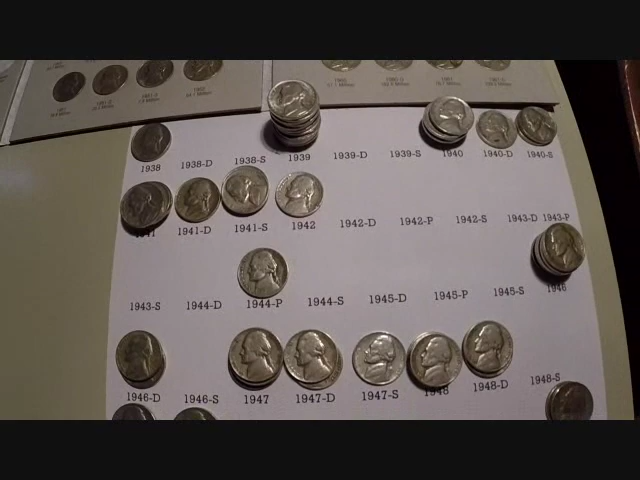 1938 1938-D 1938-S 1939 1939-D 1939-S 1940 1940-D 1940-S
1941-D 1941-S 1942 1942-D 1942-P 1942-S 1943-D 1943-P
1943-S 1944-D 1944-P 1944-S 1945-D 1945-P 1945-S 1946
1946-D 1946-S 1947 1947-D 1947-S 1948 1948-D 1948-S